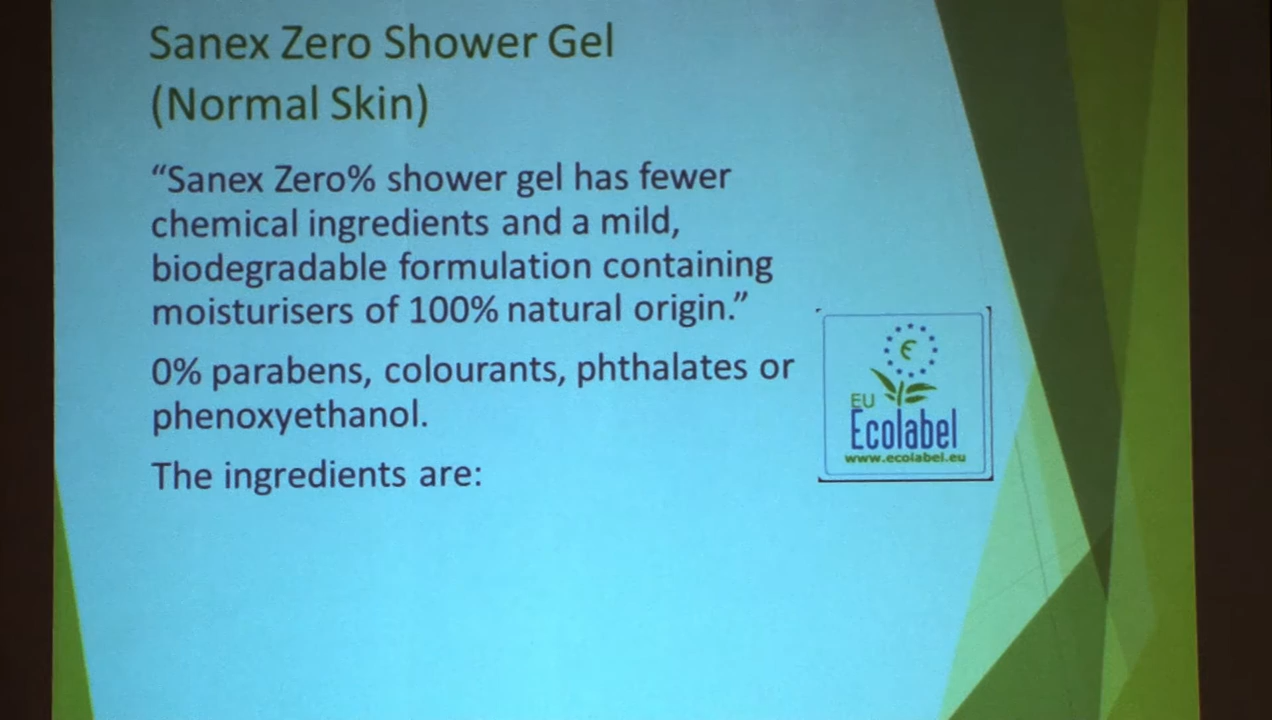 Sanex Zero Shower Gel
(Normal Skin)
“Sanex Zero% shower gel has fewer
chemical ingredients and a mild,
biodegradable formulation containing
moisturisers of 100% natural origin.”
0% parabens, colourants, phthalates or
phenoxyethanol.
The ingredients are:
EU
Ecolabel
www.ecolabel.eu